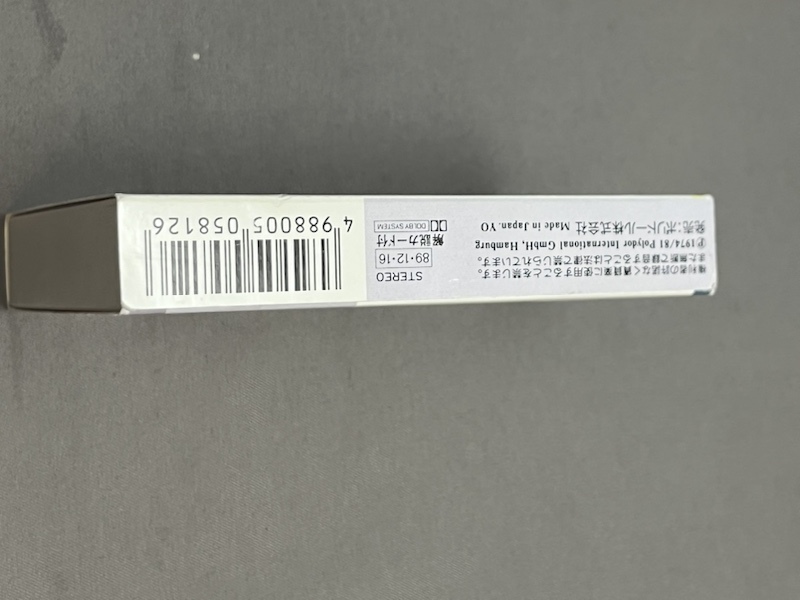 権利者の許諾なく賃貸業に使用することを禁じます。
また無断で録音することは法律で禁じられています。
Ⓟ 1974/81 Polydor International GmbH, Hamburg
発売:ポリドール株式会社 Made in Japan. YO
STEREO
89・12・16
解説カード付
DOLBY SYSTEM
4 988005 058126